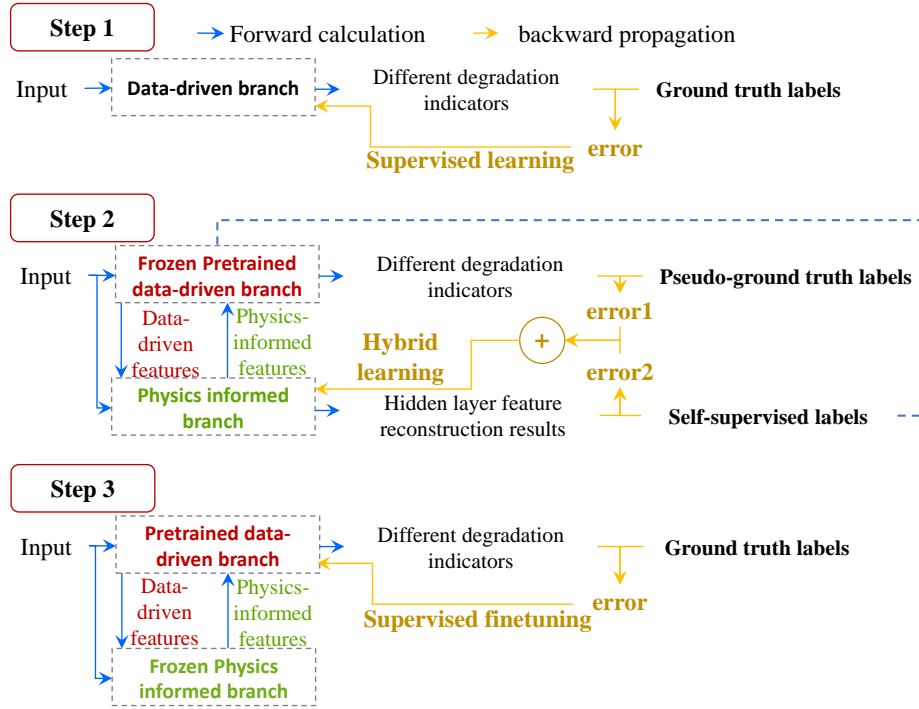 Step 1
Forward calculation
backward propagation
Input
Data-driven branch
Different degradation
indicators
Ground truth labels
error
Supervised learning
Step 2
Input
Frozen Pretrained
data-driven branch
Different degradation
indicators
Pseudo-ground truth labels
error1
Data-
driven
features
Physics-
informed
features
Hybrid
learning
+
error2
Physics informed
branch
Hidden layer feature
reconstruction results
Self-supervised labels
Step 3
Input
Pretrained data-
driven branch
Different degradation
indicators
Ground truth labels
error
Data-
driven
features
Physics-
informed
features
Supervised finetuning
Frozen Physics
informed branch